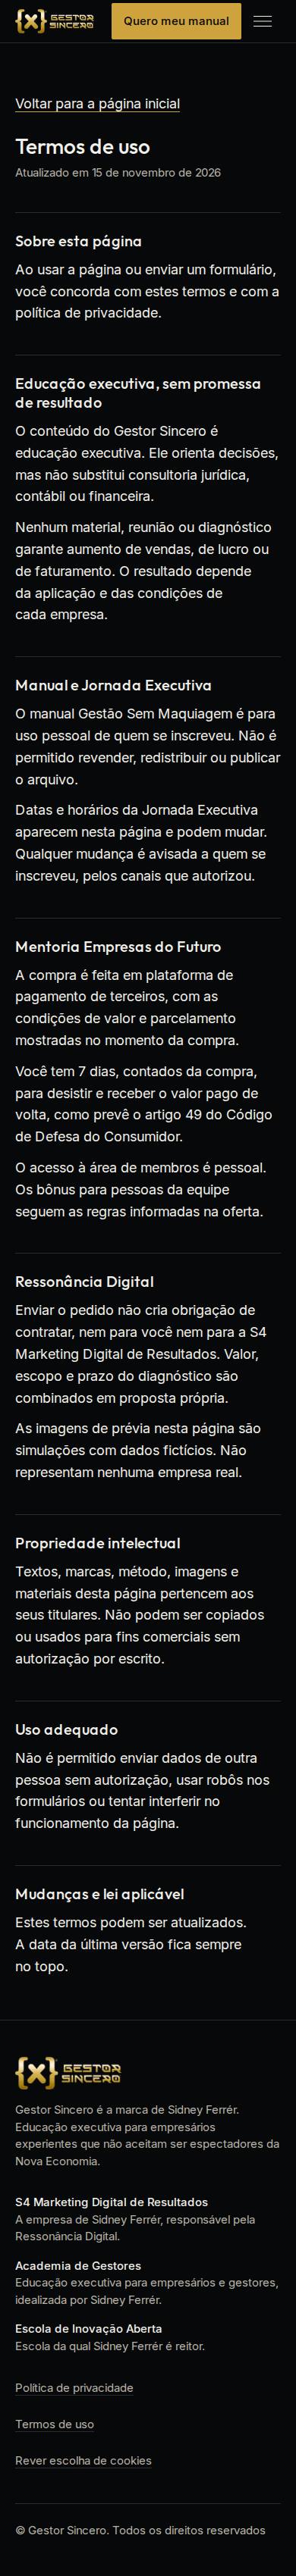 {x} GESTOR
SINCERO
Quero meu manual
Voltar para a página inicial
Termos de uso
Atualizado em 15 de novembro de 2026
Sobre esta página
Ao usar a página ou enviar um formulário,
você concorda com estes termos e com a
política de privacidade.
Educação executiva, sem promessa
de resultado
O conteúdo do Gestor Sincero é
educação executiva. Ele orienta decisões,
mas não substitui consultoria jurídica,
contábil ou financeira.
Nenhum material, reunião ou diagnóstico
garante aumento de vendas, de lucro ou
de faturamento. O resultado depende
da aplicação e das condições de
cada empresa.
Manual e Jornada Executiva
O manual Gestão Sem Maquiagem é para
uso pessoal de quem se inscreveu. Não é
permitido revender, redistribuir ou publicar
o arquivo.
Datas e horários da Jornada Executiva
aparecem nesta página e podem mudar.
Qualquer mudança é avisada a quem se
inscreveu, pelos canais que autorizou.
Mentoria Empresas do Futuro
A compra é feita em plataforma de
pagamento de terceiros, com as
condições de valor e parcelamento
mostradas no momento da compra.
Você tem 7 dias, contados da compra,
para desistir e receber o valor pago de
volta, como prevê o artigo 49 do Código
de Defesa do Consumidor.
O acesso à área de membros é pessoal.
Os bônus para pessoas da equipe
seguem as regras informadas na oferta.
Ressonância Digital
Enviar o pedido não cria obrigação de
contratar, nem para você nem para a S4
Marketing Digital de Resultados. Valor,
escopo e prazo do diagnóstico são
combinados em proposta própria.
As imagens de prévia nesta página são
simulações com dados fictícios. Não
representam nenhuma empresa real.
Propriedade intelectual
Textos, marcas, método, imagens e
materiais desta página pertencem aos
seus titulares. Não podem ser copiados
ou usados para fins comerciais sem
autorização por escrito.
Uso adequado
Não é permitido enviar dados de outra
pessoa sem autorização, usar robôs nos
formulários ou tentar interferir no
funcionamento da página.
Mudanças e lei aplicável
Estes termos podem ser atualizados.
A data da última versão fica sempre
no topo.
{x} GESTOR
SINCERO
Gestor Sincero é a marca de Sidney Ferrér.
Educação executiva para empresários
experientes que não aceitam ser espectadores da
Nova Economia.
S4 Marketing Digital de Resultados
A empresa de Sidney Ferrér, responsável pela
Ressonância Digital.
Academia de Gestores
Educação executiva para empresários e gestores,
idealizada por Sidney Ferrér.
Escola de Inovação Aberta
Escola da qual Sidney Ferrér é reitor.
Política de privacidade
Termos de uso
Rever escolha de cookies
© Gestor Sincero. Todos os direitos reservados